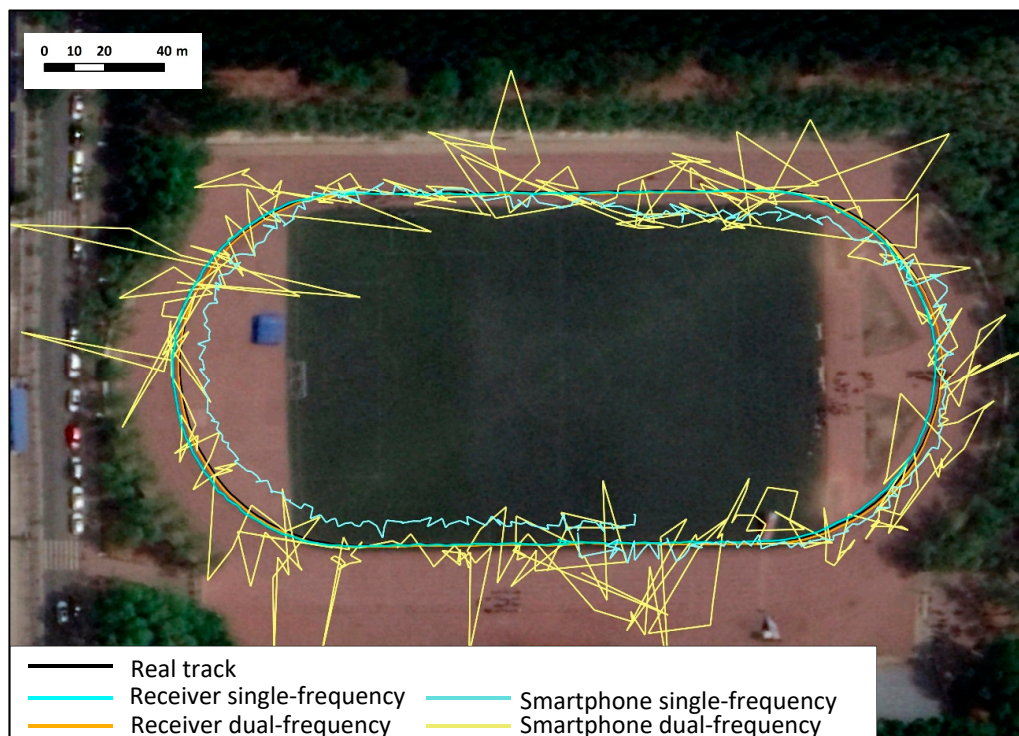 0 10 20 40 m
Real track
Receiver single-frequency
Smartphone single-frequency
Receiver dual-frequency
Smartphone dual-frequency